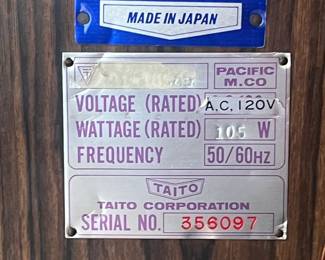 MADE IN JAPAN
PACIFIC
M.CO
VOLTAGE (RATED) A.C. 120V
WATTAGE (RATED) 105 W
FREQUENCY 50/60HZ
TAITO
TAITO CORPORATION
SERIAL NO. 356097